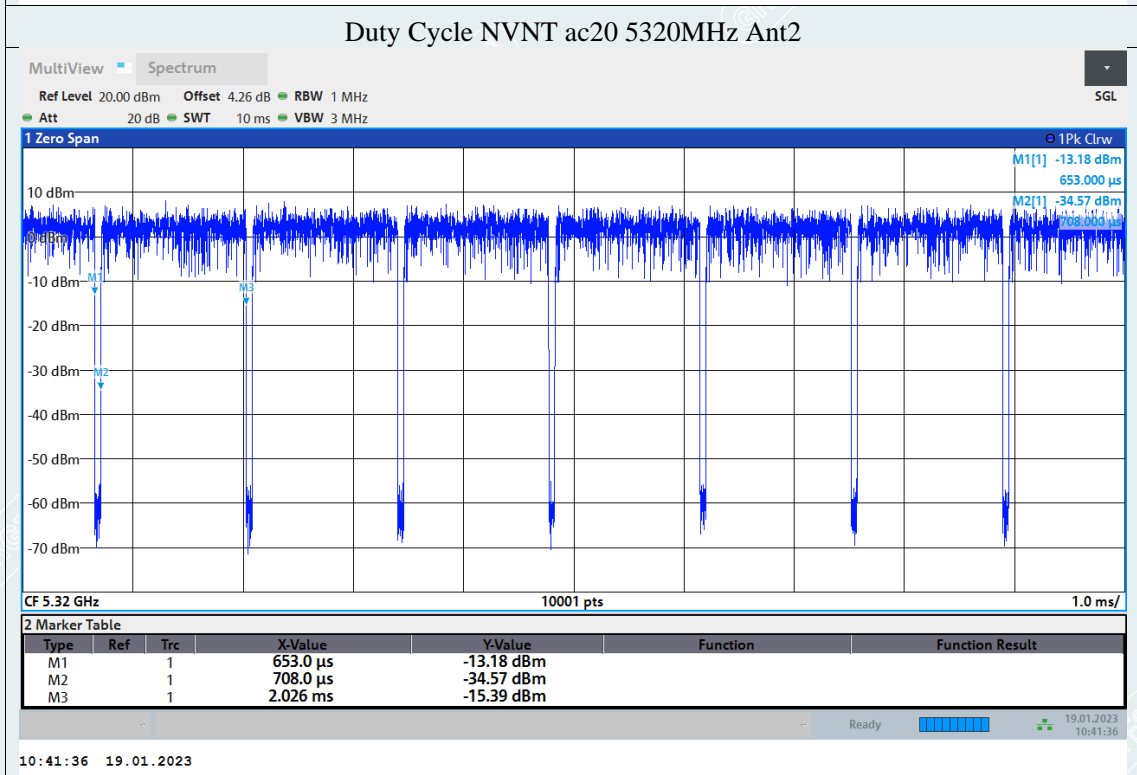 Duty Cycle NVNT ac20 5320MHz Ant2
MultiView Spectrum
Ref Level 20.00 dBm Offset 4.26 dB RBW 1 MHz SGL
Att 20 dB SWT 10 ms VBW 3 MHz
1 Zero Span 1Pk Clrw
M1[1] -13.18 dBm
653.000 µs
10 dBm
M2[1] -34.57 dBm
708.000 µs
0 dBm
M1
-10 dBm
M3
-20 dBm
-30 dBm
M2
-40 dBm
-50 dBm
-60 dBm
-70 dBm
CF 5.32 GHz 10001 pts 1.0 ms/
2 Marker Table
Type Ref Trc X-Value Y-Value Function Function Result
M1 1 653.0 µs -13.18 dBm
M2 1 708.0 µs -34.57 dBm
M3 1 2.026 ms -15.39 dBm
Ready 19.01.2023
10:41:36
10:41:36 19.01.2023